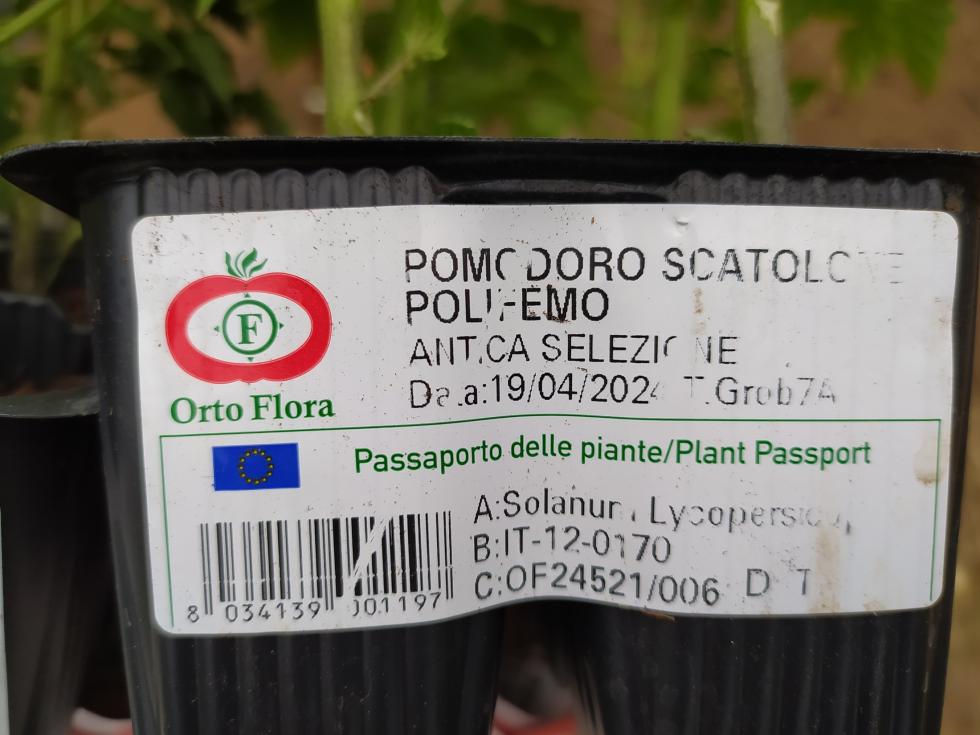 POMODORO SCATOLONE
POLIFEMO
ANTICA SELEZIONE
Data:19/04/2024 T.Grob7A
F
Orto Flora
Passaporto delle piante/Plant Passport
A:Solanum Lycopersicu
B:IT-12-0170
C:OF24521/006 D T
8 034139 001197